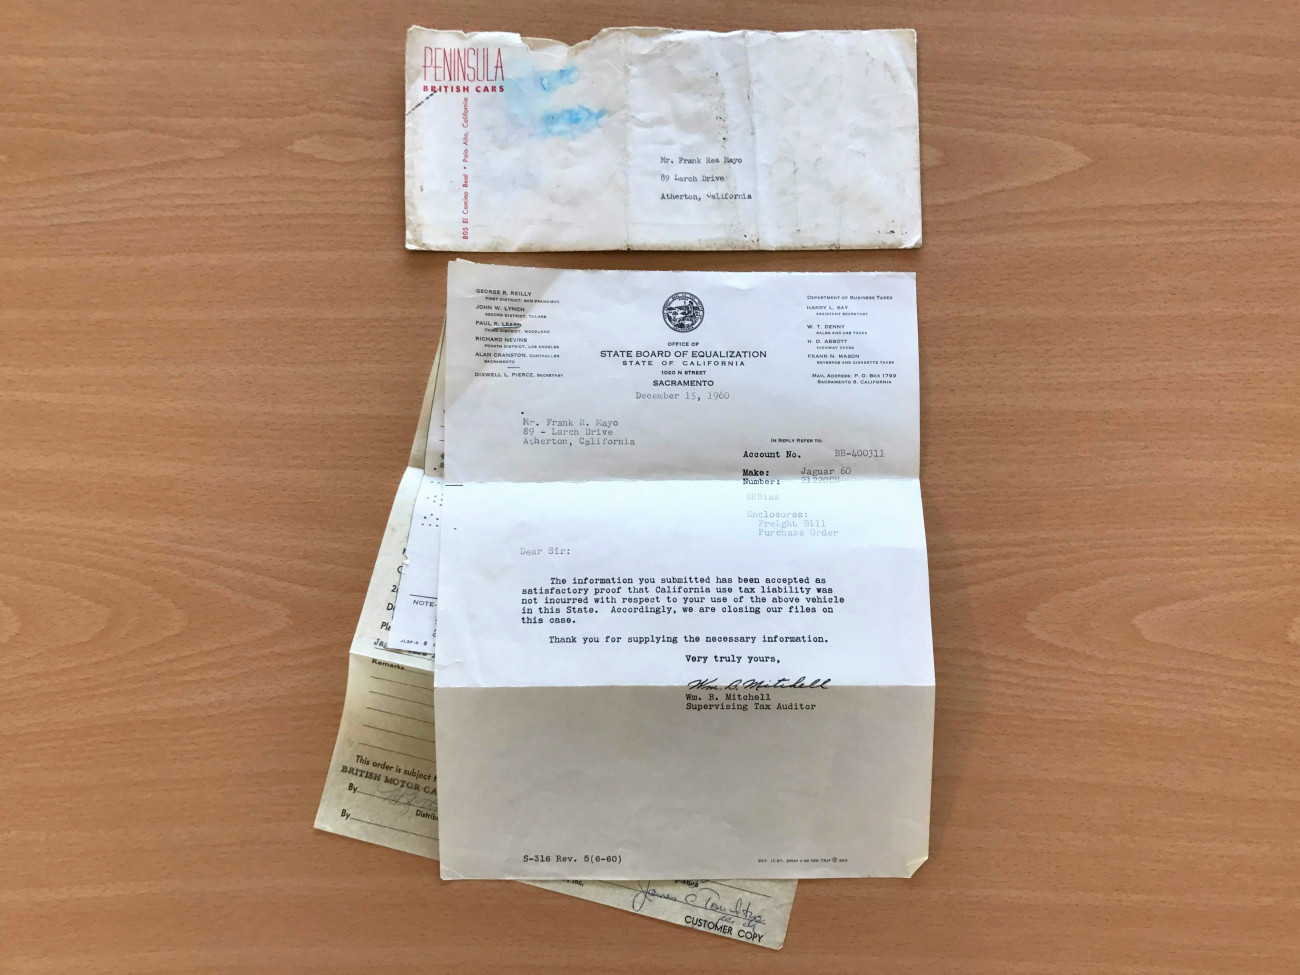 PENINSULA
BRITISH CARS
805 El Camino Real • Palo Alto, California
Mr. Frank Rea Mayo
89 Larch Drive
Atherton, California
GEORGE R. REILLY
FIRST DISTRICT, SAN FRANCISCO
JOHN W. LYNCH
SECOND DISTRICT, TULARE
PAUL R. LEAKE
THIRD DISTRICT, WOODLAND
RICHARD NEVINS
FOURTH DISTRICT, LOS ANGELES
ALAN CRANSTON, CONTROLLER
SACRAMENTO
DIXWELL L. PIERCE, SECRETARY
OFFICE OF
STATE BOARD OF EQUALIZATION
STATE OF CALIFORNIA
1020 N STREET
SACRAMENTO
December 15, 1960
DEPARTMENT OF BUSINESS TAXES
HARRY L. SAY
ASSISTANT SECRETARY
W. T. DENNY
SALES AND USE TAXES
H. D. ABBOTT
HIGHWAY TAXES
FRANK N. MASON
BEVERAGE AND CIGARETTE TAXES
MAIL ADDRESS: P. O. BOX 1799
SACRAMENTO 8, CALIFORNIA
Mr. Frank R. Mayo
89 - Larch Drive
Atherton, California
IN REPLY REFER TO:
Account No. BB-400311
Make: Jaguar 60
Number:
Enclosures:
Freight Bill
Purchase Order
Dear Sir:
The information you submitted has been accepted as
satisfactory proof that California use tax liability was
not incurred with respect to your use of the above vehicle
in this State. Accordingly, we are closing our files on
this case.
Thank you for supplying the necessary information.
Very truly yours,
Wm. B. Mitchell
Wm. B. Mitchell
Supervising Tax Auditor
S-316 Rev. 5(6-60)
NOTE-
Remarks
This order is subject
BRITISH MOTOR CA
By
Distrib
By
Inc.
CUSTOMER COPY